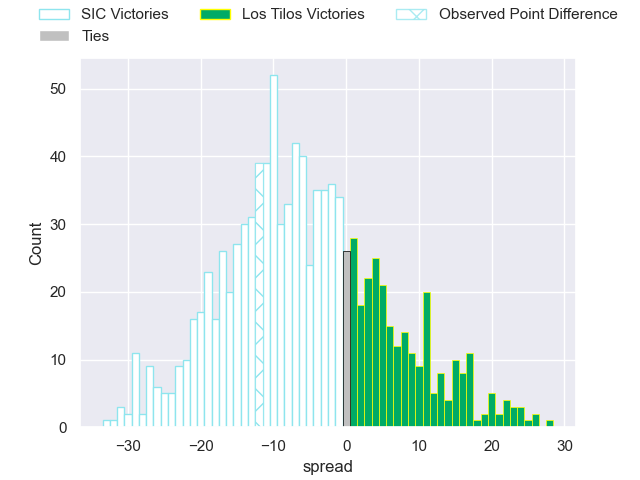 SIC Victories Los Tilos Victories Observed Point Difference
Ties
50
40
30
20
10
0
Count
−30 −20 −10 0 10 20 30
spread